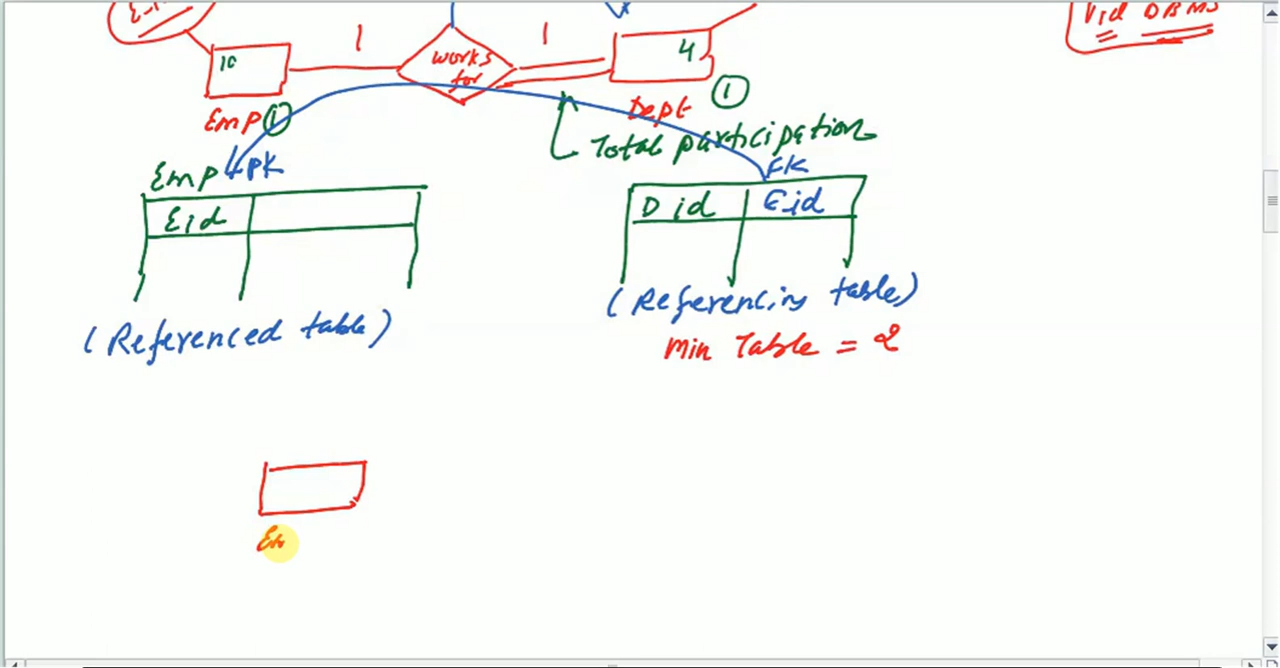 DBMS
1 1
10
works
for
4
Emp 1
Dept 1
Total participation
Emp PK
FK
Eid
Did Eid
(Referenced table)
(Referencing table)
Min Table = 2